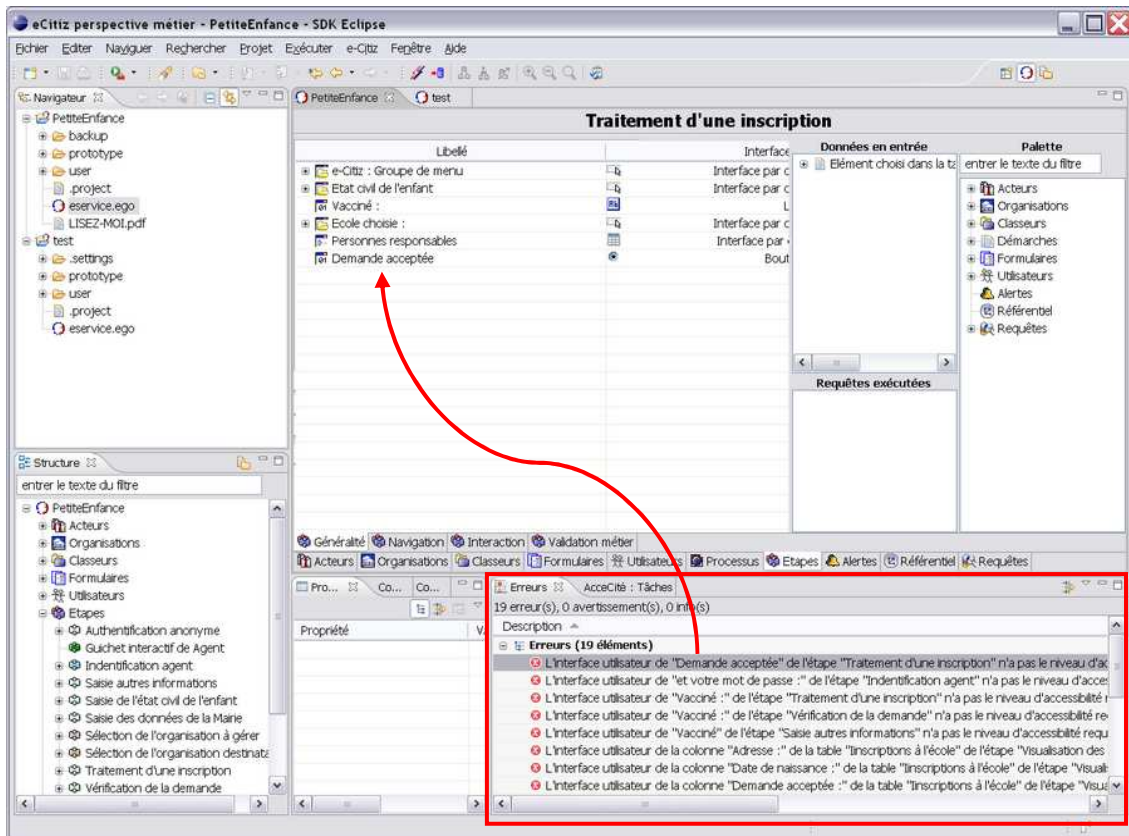 eCitiz perspective métier - PetiteEnfance - SDK Eclipse
Fichier Editer Naviguer Rechercher Projet Exécuter e-Citiz Fenêtre Aide
Navigateur
PetiteEnfance
backup
prototype
user
.project
eservice.ego
LISEZ-MOI.pdf
test
.settings
prototype
user
.project
eservice.ego
PetiteEnfance test
Traitement d'une inscription
Libellé Interface
e-Citiz : Groupe de menu Interface par c
Etat civil de l'enfant Interface par c
Vacciné : L
Ecole choisie : Interface par c
Personnes responsables Interface par
Demande acceptée Bout
Données en entrée
Elément choisi dans la ta
Requêtes exécutées
Palette
entrer le texte du filtre
Acteurs
Organisations
Classeurs
Démarches
Formulaires
Utilisateurs
Alertes
Référentiel
Requêtes
Généralité Navigation Interaction Validation métier
Acteurs Organisations Classeurs Formulaires Utilisateurs Processus Etapes Alertes Référentiel Requêtes
Structure
entrer le texte du filtre
PetiteEnfance
Acteurs
Organisations
Classeurs
Formulaires
Utilisateurs
Etapes
Authentification anonyme
Guichet interactif de Agent
Indentification agent
Saisie autres informations
Saisie de l'état civil de l'enfant
Saisie des données de la Mairie
Sélection de l'organisation à gérer
Sélection de l'organisation destinata
Traitement d'une inscription
Vérification de la demande
Pro... Co... Co...
Propriété V
Erreurs AcceCité : Tâches
19 erreur(s), 0 avertissement(s), 0 info(s)
Description
Erreurs (19 éléments)
L'interface utilisateur de "Demande acceptée" de l'étape "Traitement d'une inscription" n'a pas le niveau d'ac
L'interface utilisateur de "et votre mot de passe :" de l'étape "Indentification agent" n'a pas le niveau d'acces
L'interface utilisateur de "Vacciné :" de l'étape "Traitement d'une inscription" n'a pas le niveau d'accessibilité r
L'interface utilisateur de "Vacciné :" de l'étape "Vérification de la demande" n'a pas le niveau d'accessibilité re
L'interface utilisateur de "Vacciné" de l'étape "Saisie autres informations" n'a pas le niveau d'accessibilité requ
L'interface utilisateur de la colonne "Adresse :" de la table "Iinscriptions à l'école" de l'étape "Visualisation des
L'interface utilisateur de la colonne "Date de naissance :" de la table "Iinscriptions à l'école" de l'étape "Visuali
L'interface utilisateur de la colonne "Demande acceptée :" de la table "Iinscriptions à l'école" de l'étape "Visua